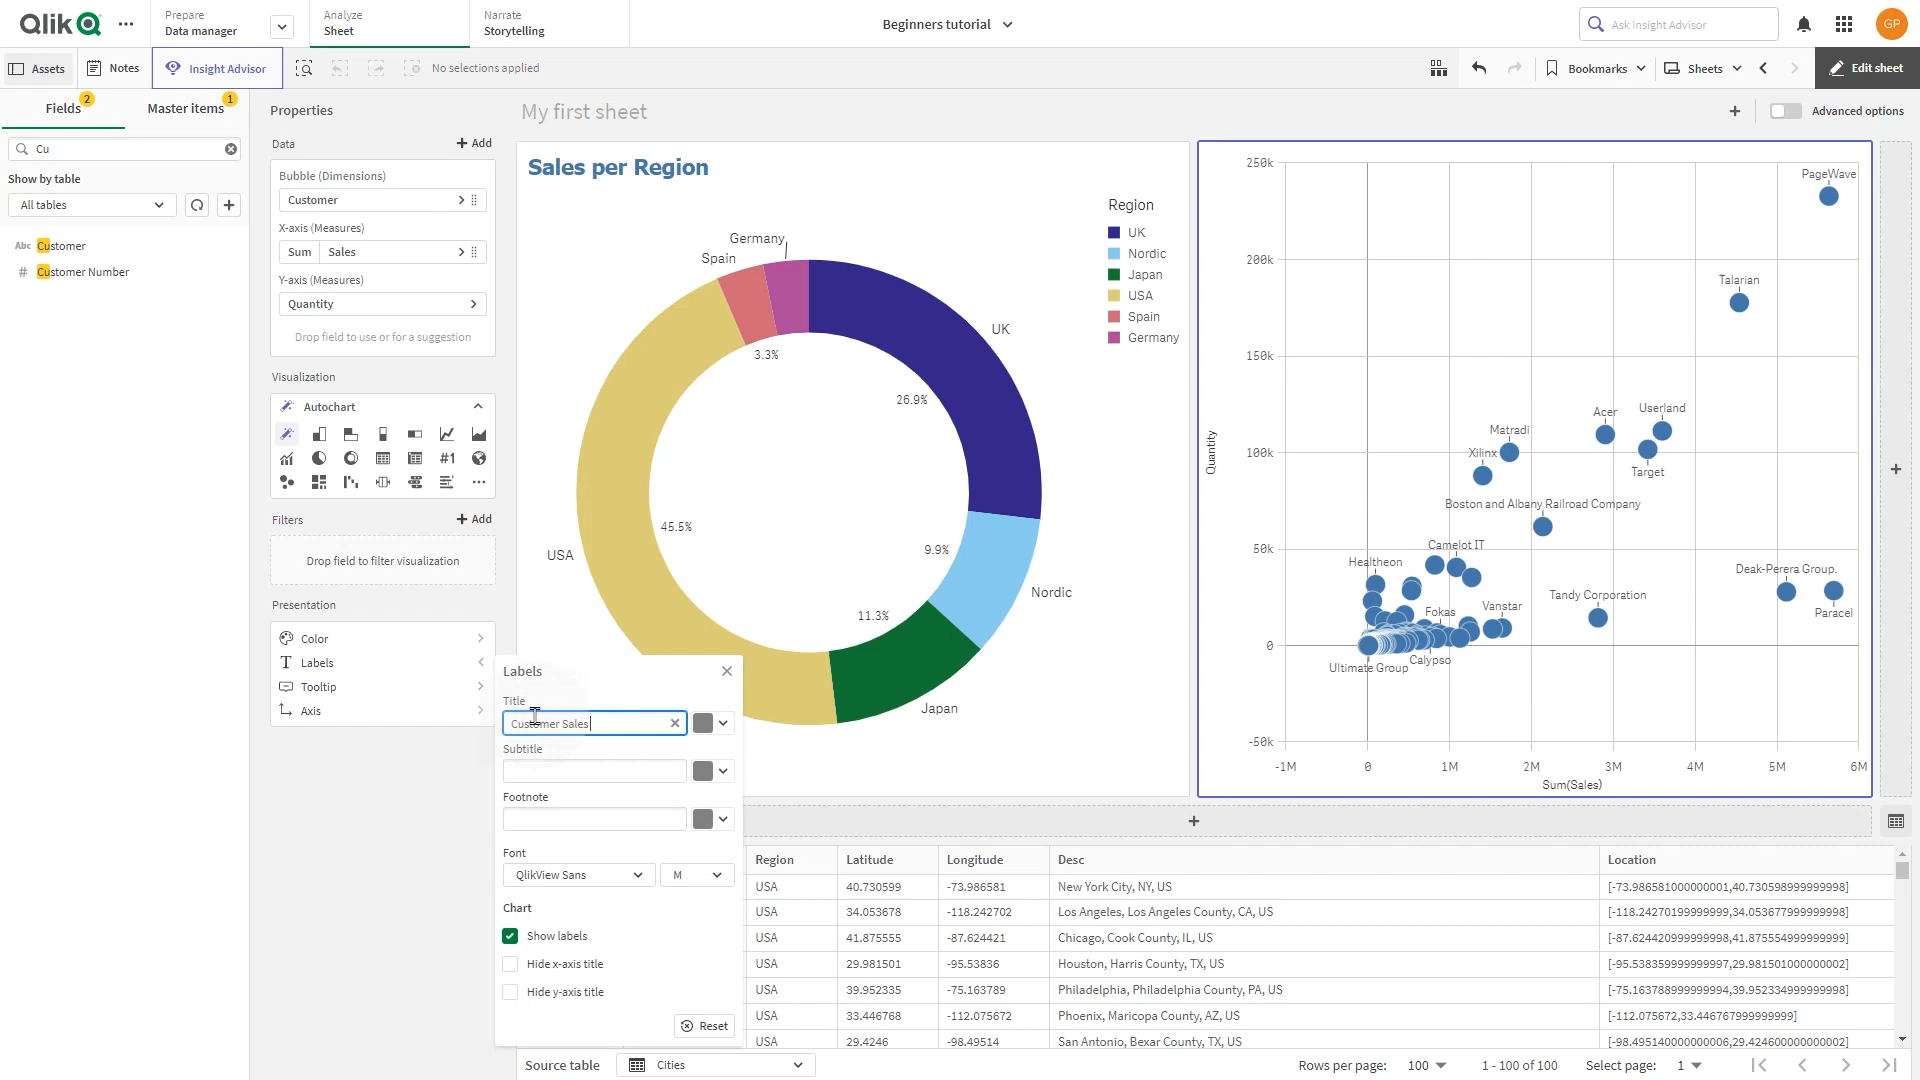 Qlik
Prepare
Data manager
Analyze
Sheet
Narrate
Storytelling
Beginners tutorial
Ask Insight Advisor
GP
Assets
Notes
Insight Advisor
No selections applied
Bookmarks
Sheets
Edit sheet
Fields
2
Master items
1
Cu
Show by table
All tables
Abc Customer
# Customer Number
Properties
Data
+ Add
Bubble (Dimensions)
Customer
X-axis (Measures)
Sum Sales
Y-axis (Measures)
Quantity
Drop field to use or for a suggestion
Visualization
Autochart
#1
Filters
+ Add
Drop field to filter visualization
Presentation
Color
Labels
Tooltip
Axis
My first sheet
Advanced options
Sales per Region
Region
UK
Nordic
Japan
USA
Spain
Germany
Germany
Spain
UK
3.3%
26.9%
45.5%
USA
9.9%
Nordic
11.3%
Japan
250k
200k
150k
100k
50k
0
-50k
Quantity
PageWave
Talarian
Acer
Userland
Matradi
Xilinx
Target
Boston and Albany Railroad Company
Camelot IT
Healtheon
Deak-Perera Group.
Tandy Corporation
Vanstar
Fokas
Paracel
Calypso
Ultimate Group
-1M 0 1M 2M 3M 4M 5M 6M
Sum(Sales)
Labels
Title
Customer Sales
Subtitle
Footnote
Font
QlikView Sans
M
Chart
Show labels
Hide x-axis title
Hide y-axis title
Reset
Region Latitude Longitude Desc Location
USA 40.730599 -73.986581 New York City, NY, US [-73.986581000000001,40.730598999999998]
USA 34.053678 -118.242702 Los Angeles, Los Angeles County, CA, US [-118.24270199999999,34.053677999999998]
USA 41.875555 -87.624421 Chicago, Cook County, IL, US [-87.624420999999998,41.875554999999999]
USA 29.981501 -95.53836 Houston, Harris County, TX, US [-95.538359999999997,29.981501000000002]
USA 39.952335 -75.163789 Philadelphia, Philadelphia County, PA, US [-75.163788999999994,39.952334999999998]
USA 33.446768 -112.075672 Phoenix, Maricopa County, AZ, US [-112.075672,33.446767999999999]
USA 29.4246 -98.49514 San Antonio, Bexar County, TX, US [-98.495140000000006,29.424600000000002]
Source table
Cities
Rows per page: 100
1 - 100 of 100
Select page: 1